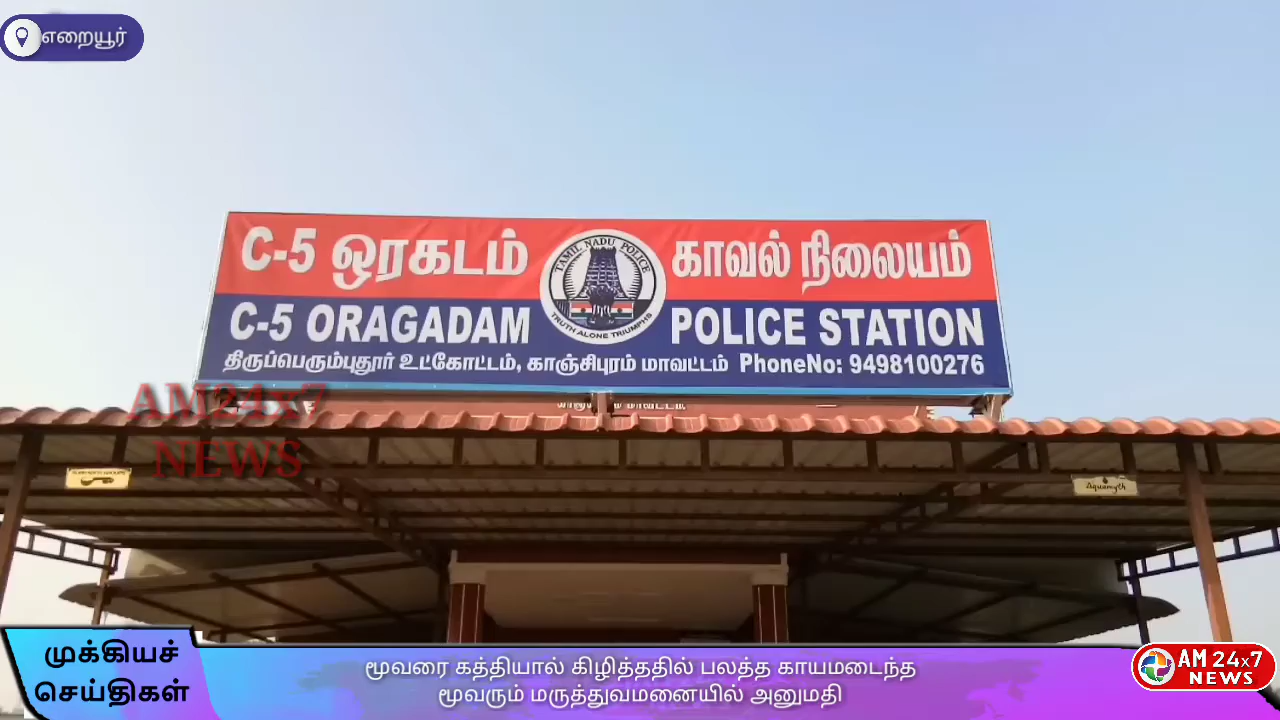 எறையூர்
C-5 ஒரகடம் காவல் நிலையம்
TAMIL NADU POLICE
TRUTH ALONE TRIUMPHS
C-5 ORAGADAM POLICE STATION
திருப்பெரும்புதூர் உட்கோட்டம், காஞ்சிபுரம் மாவட்டம் PhoneNo: 9498100276
AM24x7
NEWS
Aquamyth
முக்கியச்
செய்திகள்
மூவரை கத்தியால் கிழித்ததில் பலத்த காயமடைந்த
மூவரும் மருத்துவமனையில் அனுமதி
AM 24x7
NEWS